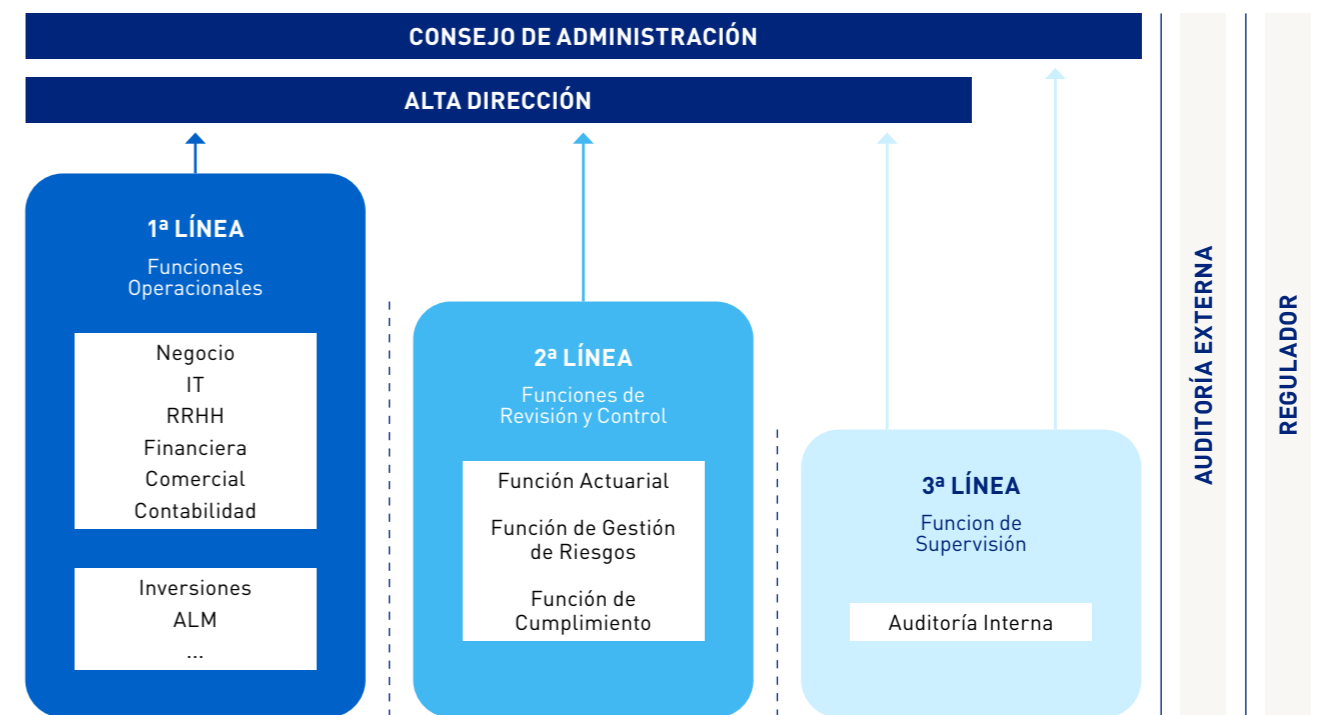 CONSEJO DE ADMINISTRACIÓN
ALTA DIRECCIÓN
1ª LÍNEA
Funciones
Operacionales
Negocio
IT
RRHH
Financiera
Comercial
Contabilidad
Inversiones
ALM
...
2ª LÍNEA
Funciones de
Revisión y Control
Función Actuarial
Función de Gestión
de Riesgos
Función de
Cumplimiento
3ª LÍNEA
Funcion de
Supervisión
Auditoría Interna
AUDITORÍA EXTERNA
REGULADOR